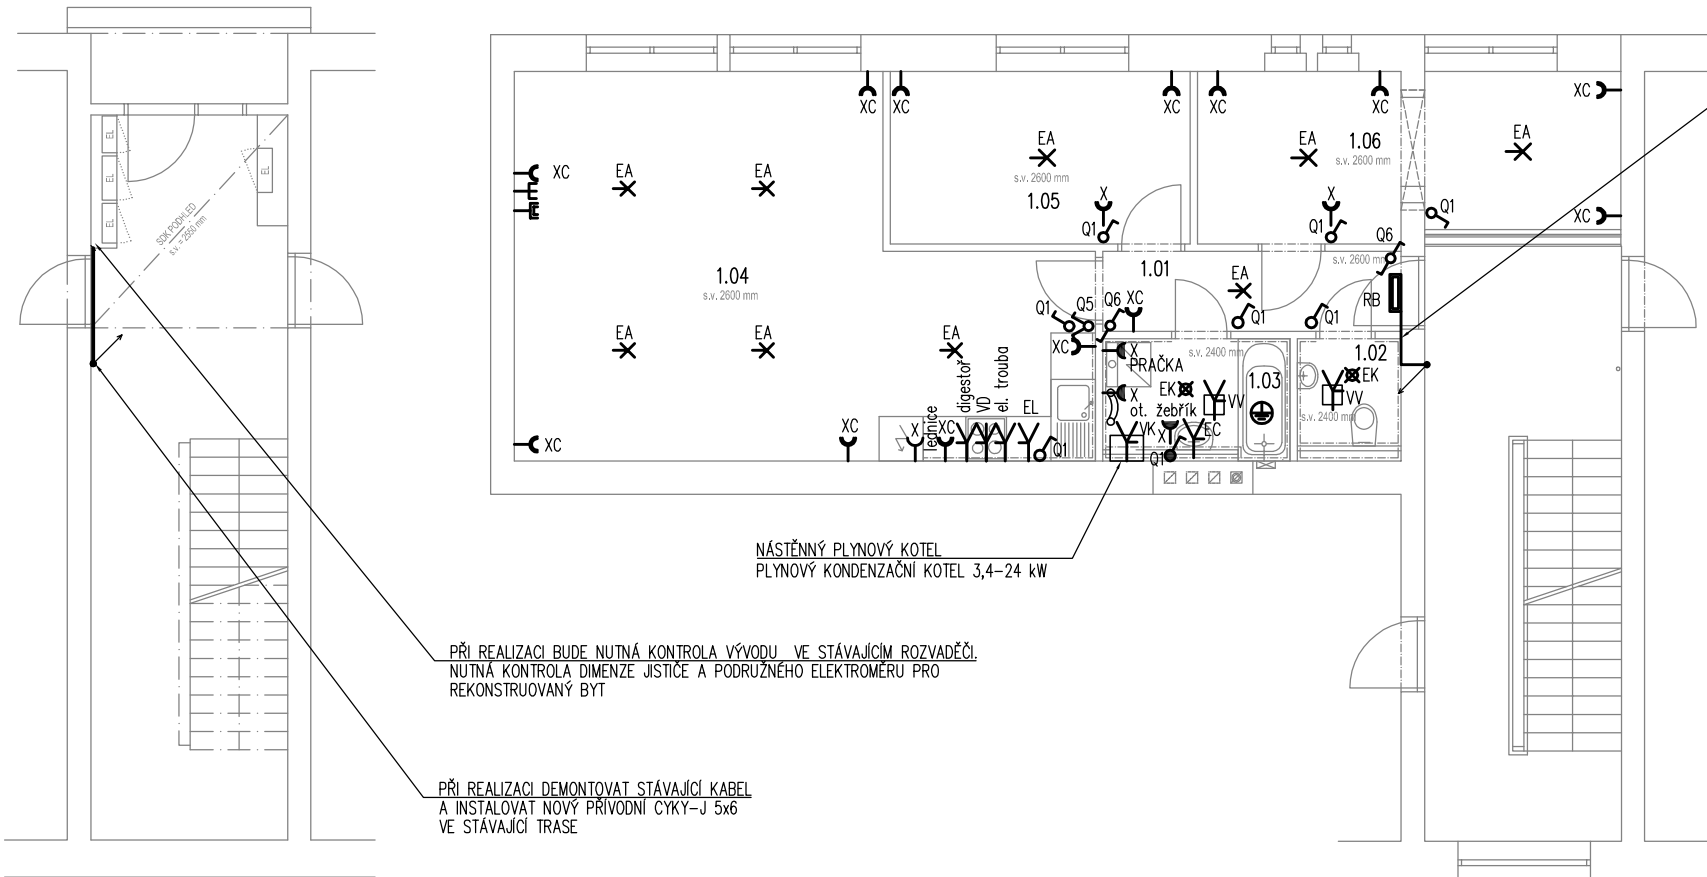 EL
EL
EL
EL
SDK PODHLED
s.v. = 2550 mm
XC
XC
XC
XC
XC
XC
XC
EA
EA
EA
1.06
s.v. 2600 mm
EA
EA
XC
s.v. 2600 mm
1.05
X
X
Q1
Q1
Q1
XC
Q6
s.v. 2600 mm
1.04
s.v. 2600 mm
1.01
EA
RB
Q1
Q5
Q6
XC
Q1
Q1
EA
EA
EA
XC
X
s.v. 2400 mm
1.02
PRAČKA
EK
1.03
EK
VV
VV
X
ot. žebřík
s.v. 2400 mm
lednice
digestoř
VD
el. trouba
EL
XC
XC
X
XC
Q1
VK
X
EC
Q1
NÁSTĚNNÝ PLYNOVÝ KOTEL
PLYNOVÝ KONDENZAČNÍ KOTEL 3,4-24 kW
PŘI REALIZACI BUDE NUTNÁ KONTROLA VÝVODU VE STÁVAJÍCÍM ROZVADĚČI.
NUTNÁ KONTROLA DIMENZE JISTIČE A PODRUŽNÉHO ELEKTROMĚRU PRO
REKONSTRUOVANÝ BYT
PŘI REALIZACI DEMONTOVAT STÁVAJÍCÍ KABEL
A INSTALOVAT NOVÝ PŘÍVODNÍ CYKY-J 5x6
VE STÁVAJÍCÍ TRASE